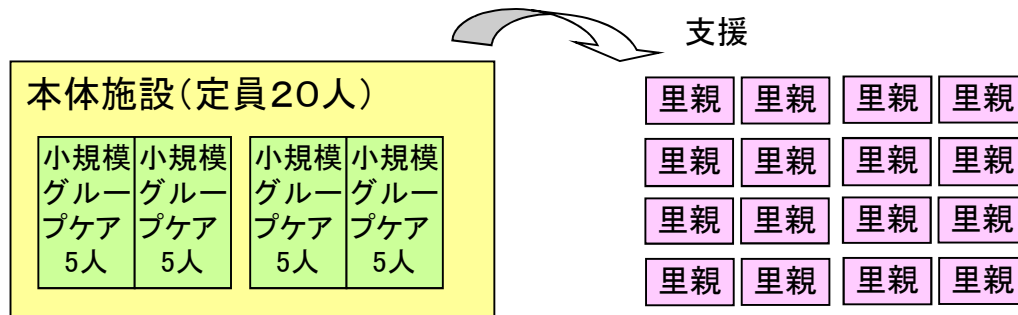 支援
本体施設(定員20人)
小規模
グルー
プケア
5人
小規模
グルー
プケア
5人
小規模
グルー
プケア
5人
小規模
グルー
プケア
5人
里親 里親 里親 里親
里親 里親 里親 里親
里親 里親 里親 里親
里親 里親 里親 里親